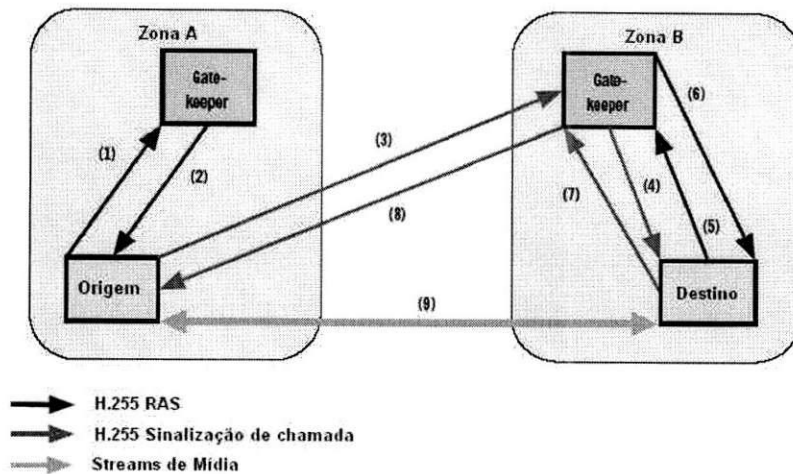 Zona A
Zona B
Gate-
keeper
Gate-
keeper
(6)
(1)
(2)
(3)
(4)
(7)
(5)
(8)
Origem
Destino
(9)
H.255 RAS
H.255 Sinalização de chamada
Streams de Mídia